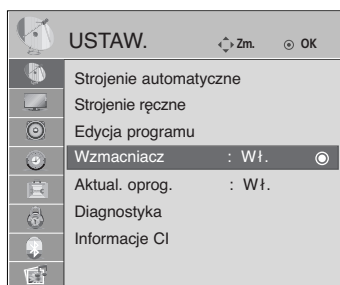 USTAW. Zm. OK
Strojenie automatyczne
Strojenie ręczne
Edycja programu
Wzmacniacz : Wł.
Aktual. oprog. : Wł.
Diagnostyka
Informacje CI